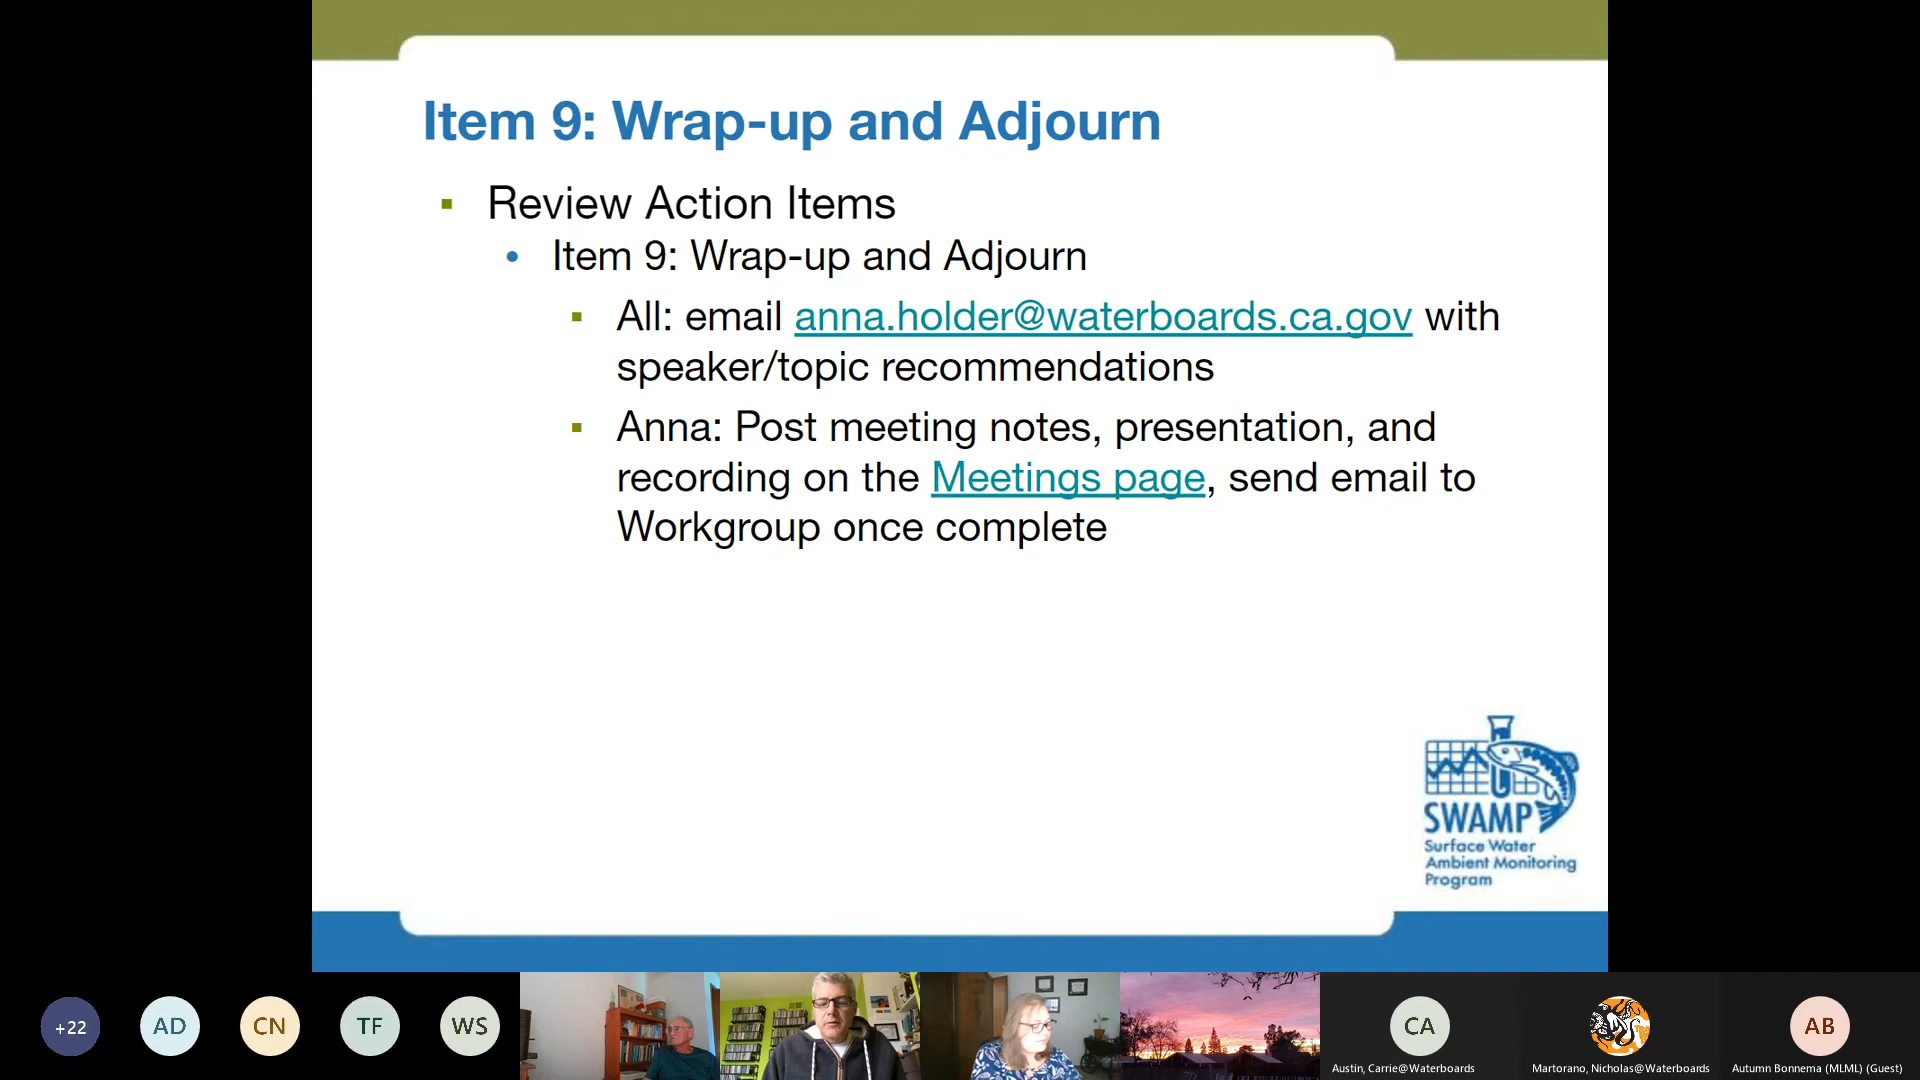 Item 9: Wrap-up and Adjourn
▪ Review Action Items
• Item 9: Wrap-up and Adjourn
▪ All: email anna.holder@waterboards.ca.gov with
speaker/topic recommendations
▪ Anna: Post meeting notes, presentation, and
recording on the Meetings page, send email to
Workgroup once complete
SWAMP
Surface Water
Ambient Monitoring
Program
+22
AD
CN
TF
WS
CA
AB
Austin, Carrie@Waterboards
Martorano, Nicholas@Waterboards
Autumn Bonnema (MLML) (Guest)